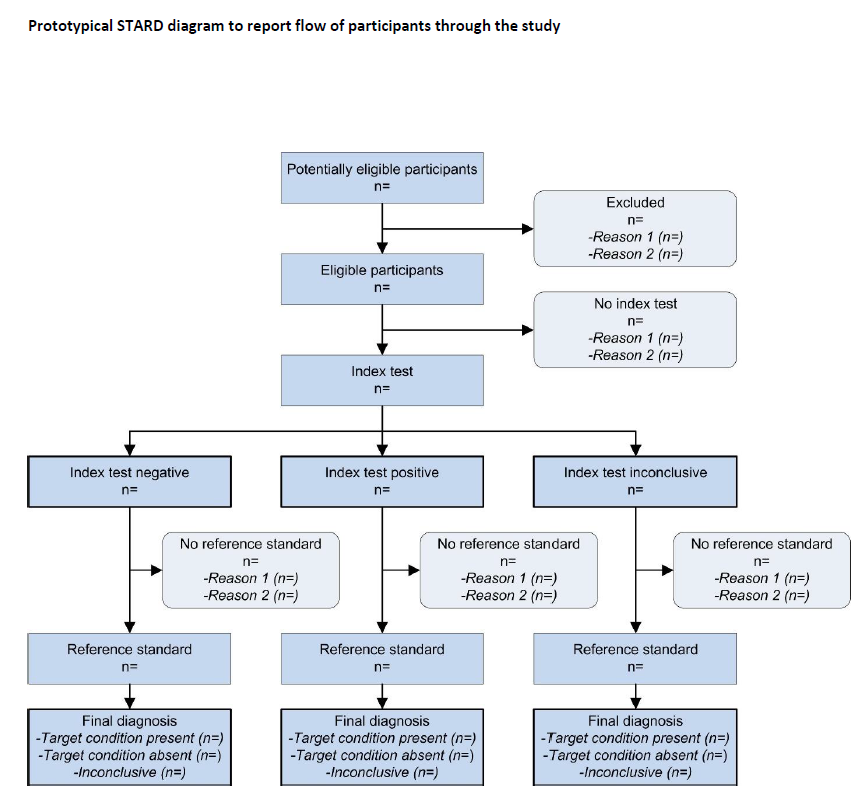 Prototypical STARD diagram to report flow of participants through the study
Potentially eligible participants
n=
Excluded
n=
-Reason 1 (n=)
-Reason 2 (n=)
Eligible participants
n=
No index test
n=
-Reason 1 (n=)
-Reason 2 (n=)
Index test
n=
Index test negative
n=
Index test positive
n=
Index test inconclusive
n=
No reference standard
n=
-Reason 1 (n=)
-Reason 2 (n=)
No reference standard
n=
-Reason 1 (n=)
-Reason 2 (n=)
No reference standard
n=
-Reason 1 (n=)
-Reason 2 (n=)
Reference standard
n=
Reference standard
n=
Reference standard
n=
Final diagnosis
-Target condition present (n=)
-Target condition absent (n=)
-Inconclusive (n=)
Final diagnosis
-Target condition present (n=)
-Target condition absent (n=)
-Inconclusive (n=)
Final diagnosis
-Target condition present (n=)
-Target condition absent (n=)
-Inconclusive (n=)